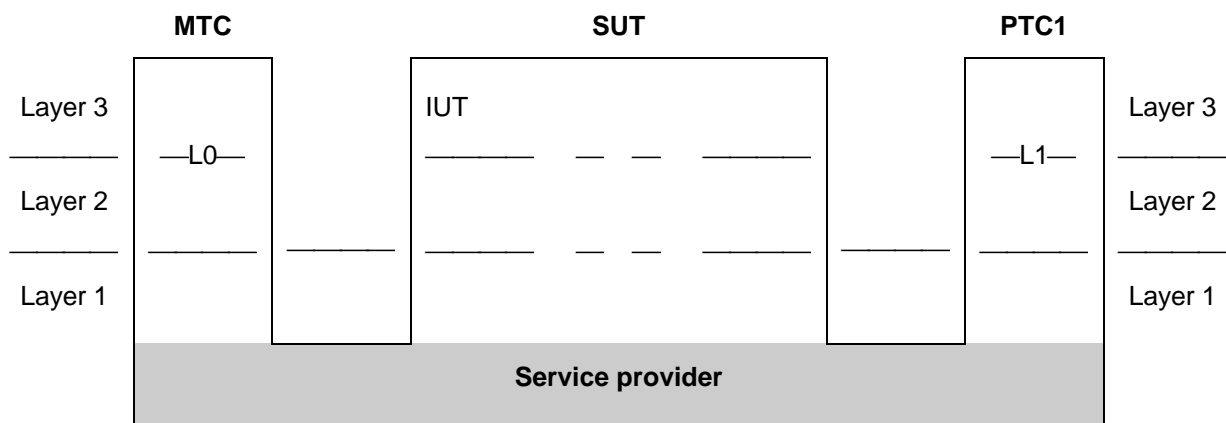 MTC SUT PTC1
Layer 3 IUT Layer 3
L0 L1
Layer 2 Layer 2
Layer 1 Layer 1
Service provider